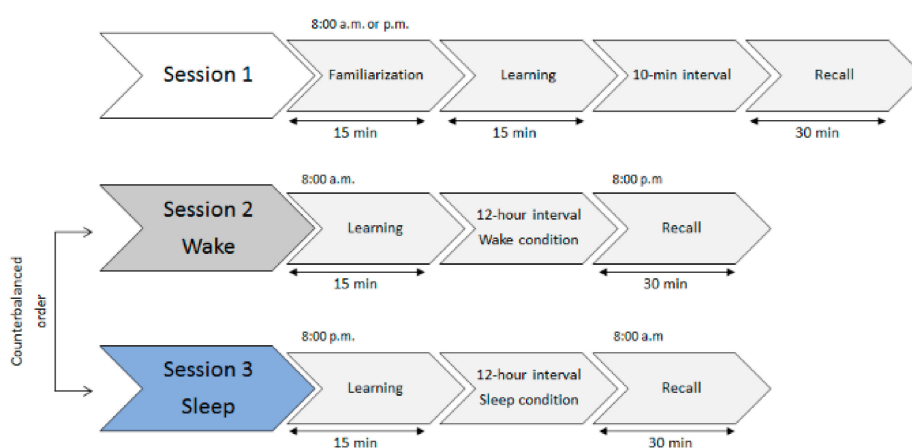 8:00 a.m. or p.m.
Session 1
Familiarization
Learning
10-min interval
Recall
15 min
15 min
30 min
8:00 a.m.
8:00 p.m
Session 2
Wake
Learning
12-hour interval
Wake condition
Recall
15 min
30 min
Counterbalanced
order
8:00 p.m.
8:00 a.m
Session 3
Sleep
Learning
12-hour interval
Sleep condition
Recall
15 min
30 min